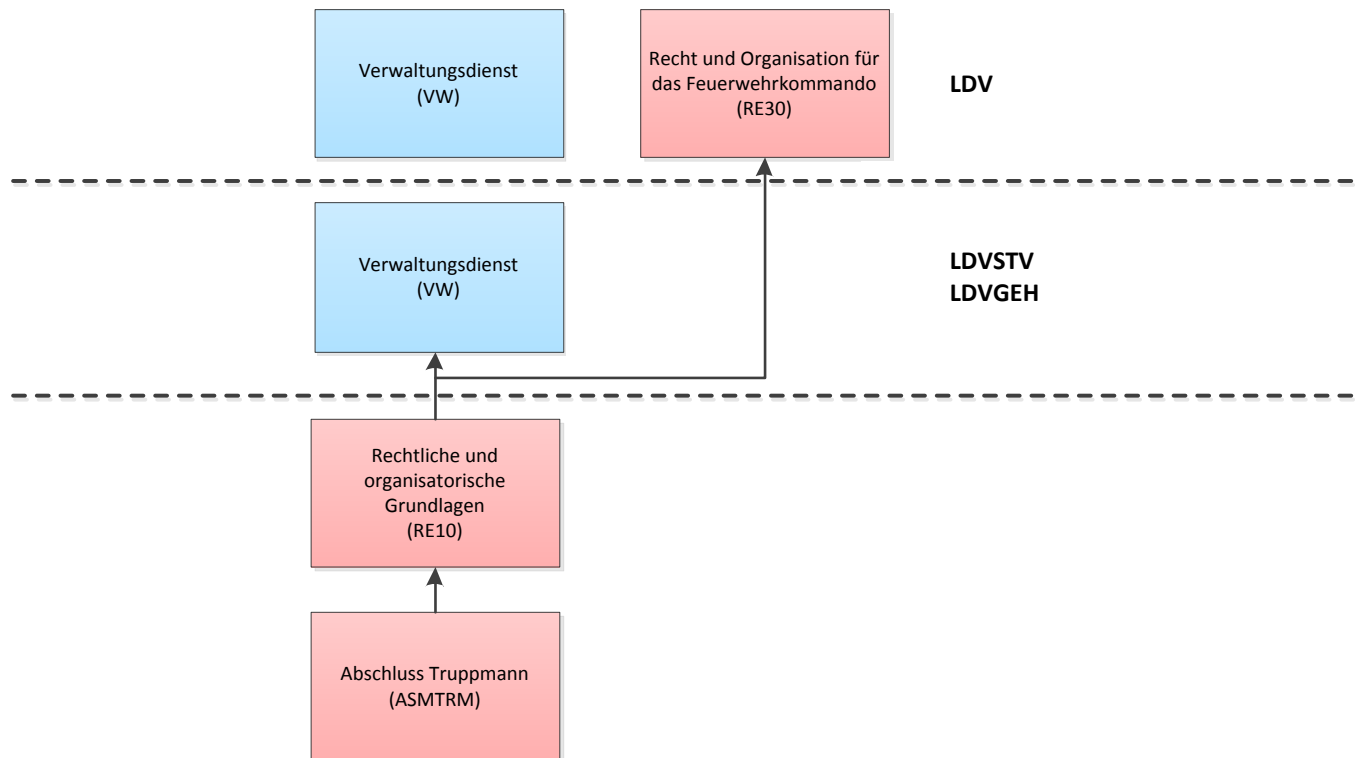 Verwaltungsdienst
(VW)
Recht und Organisation für
das Feuerwehrkommando
(RE30)
LDV
Verwaltungsdienst
(VW)
LDVSTV
LDVGEH
Rechtliche und
organisatorische
Grundlagen
(RE10)
Abschluss Truppmann
(ASMTRM)